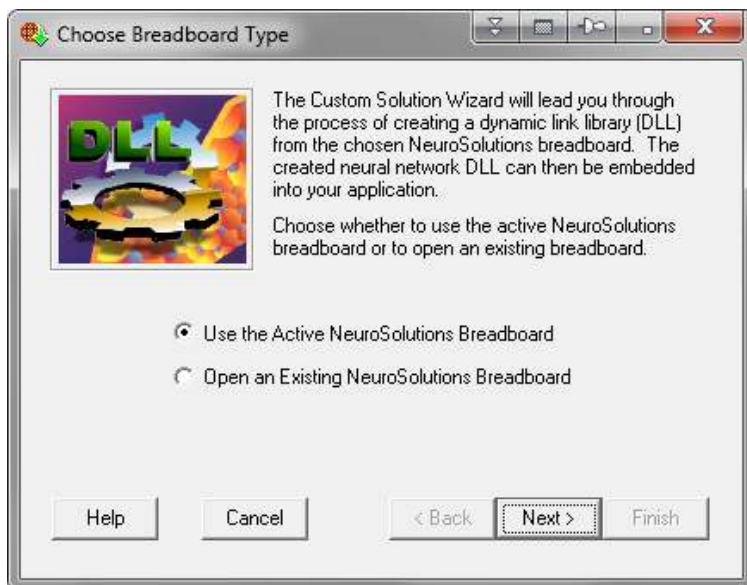 Choose Breadboard Type
DLL
The Custom Solution Wizard will lead you through
the process of creating a dynamic link library (DLL)
from the chosen NeuroSolutions breadboard.  The
created neural network DLL can then be embedded
into your application.
Choose whether to use the active NeuroSolutions
breadboard or to open an existing breadboard.
Use the Active NeuroSolutions Breadboard
Open an Existing NeuroSolutions Breadboard
Help Cancel < Back Next > Finish